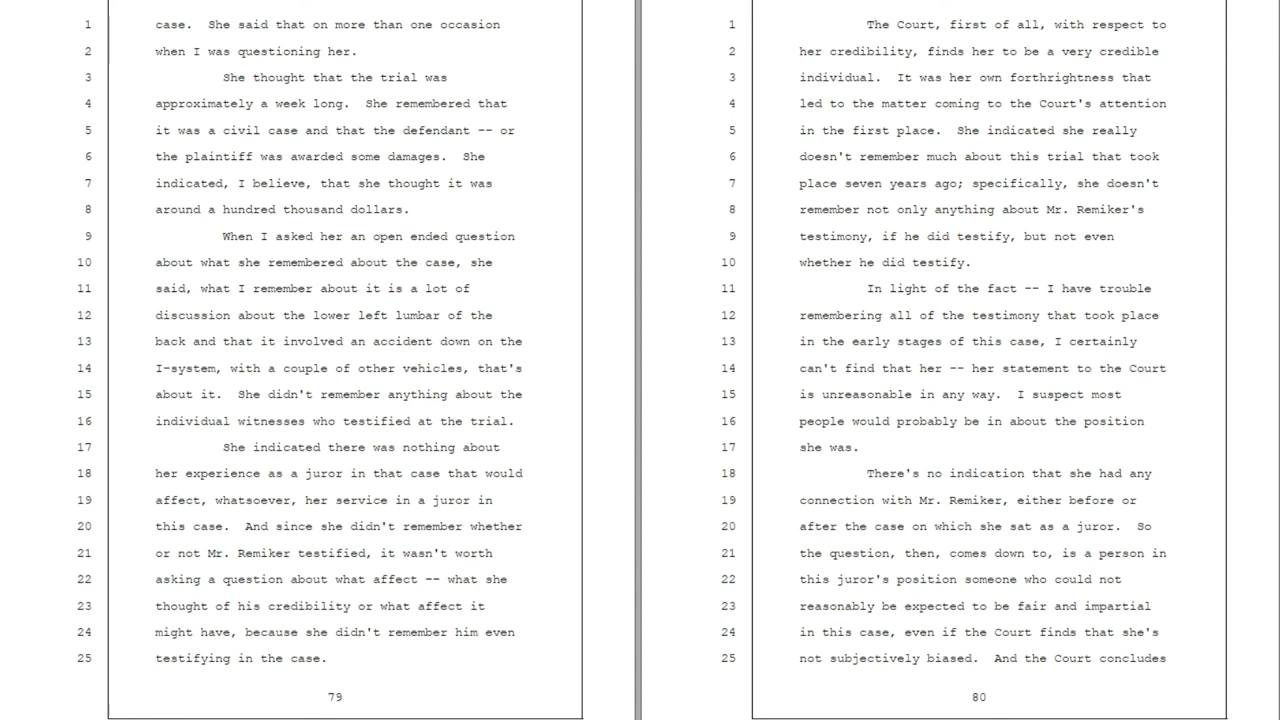 1 case. She said that on more than one occasion
2 when I was questioning her.
3 She thought that the trial was
4 approximately a week long. She remembered that
5 it was a civil case and that the defendant -- or
6 the plaintiff was awarded some damages. She
7 indicated, I believe, that she thought it was
8 around a hundred thousand dollars.
9 When I asked her an open ended question
10 about what she remembered about the case, she
11 said, what I remember about it is a lot of
12 discussion about the lower left lumbar of the
13 back and that it involved an accident down on the
14 I-system, with a couple of other vehicles, that's
15 about it. She didn't remember anything about the
16 individual witnesses who testified at the trial.
17 She indicated there was nothing about
18 her experience as a juror in that case that would
19 affect, whatsoever, her service in a juror in
20 this case. And since she didn't remember whether
21 or not Mr. Remiker testified, it wasn't worth
22 asking a question about what affect -- what she
23 thought of his credibility or what affect it
24 might have, because she didn't remember him even
25 testifying in the case.
79
1 The Court, first of all, with respect to
2 her credibility, finds her to be a very credible
3 individual. It was her own forthrightness that
4 led to the matter coming to the Court's attention
5 in the first place. She indicated she really
6 doesn't remember much about this trial that took
7 place seven years ago; specifically, she doesn't
8 remember not only anything about Mr. Remiker's
9 testimony, if he did testify, but not even
10 whether he did testify.
11 In light of the fact -- I have trouble
12 remembering all of the testimony that took place
13 in the early stages of this case, I certainly
14 can't find that her -- her statement to the Court
15 is unreasonable in any way. I suspect most
16 people would probably be in about the position
17 she was.
18 There's no indication that she had any
19 connection with Mr. Remiker, either before or
20 after the case on which she sat as a juror. So
21 the question, then, comes down to, is a person in
22 this juror's position someone who could not
23 reasonably be expected to be fair and impartial
24 in this case, even if the Court finds that she's
25 not subjectively biased. And the Court concludes
80